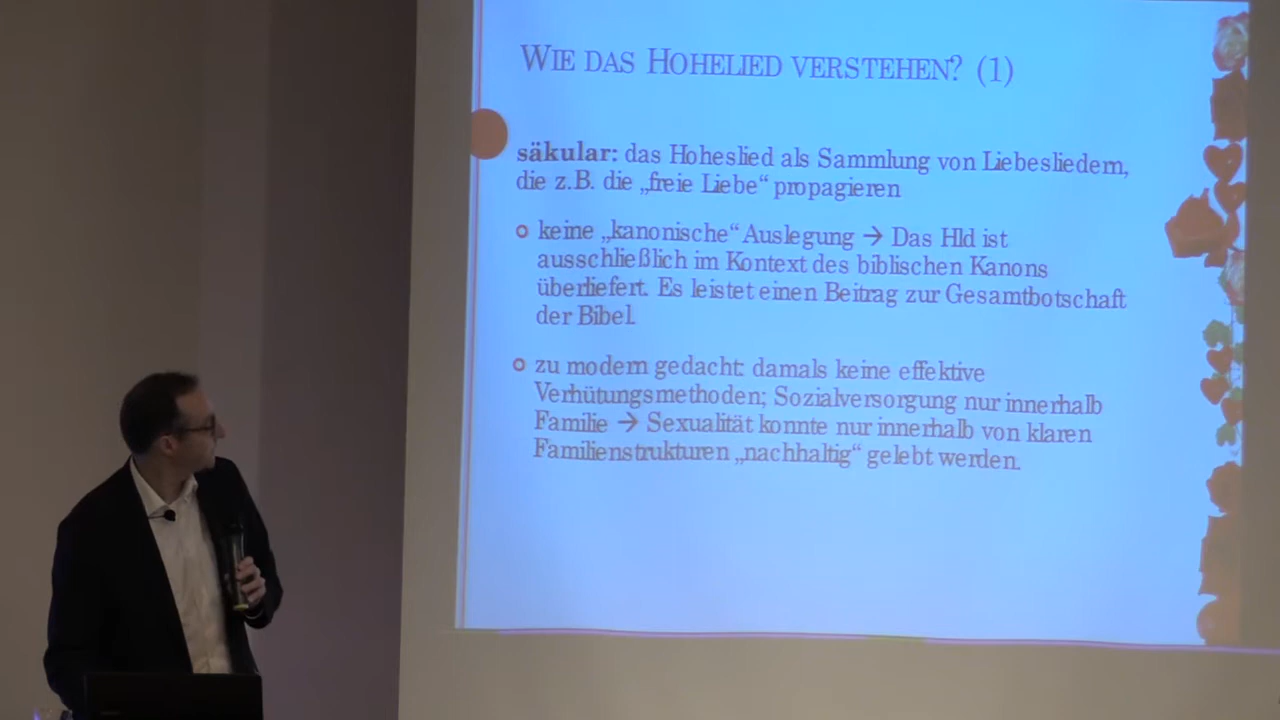 WIE DAS HOHELIED VERSTEHEN? (1)
säkular: das Hoheslied als Sammlung von Liebesliedern,
die z.B. die „freie Liebe“ propagieren
keine „kanonische“ Auslegung → Das Hld ist
ausschließlich im Kontext des biblischen Kanons
überliefert. Es leistet einen Beitrag zur Gesamtbotschaft
der Bibel.
zu modern gedacht: damals keine effektive
Verhütungsmethoden; Sozialversorgung nur innerhalb
Familie → Sexualität konnte nur innerhalb von klaren
Familienstrukturen „nachhaltig“ gelebt werden.